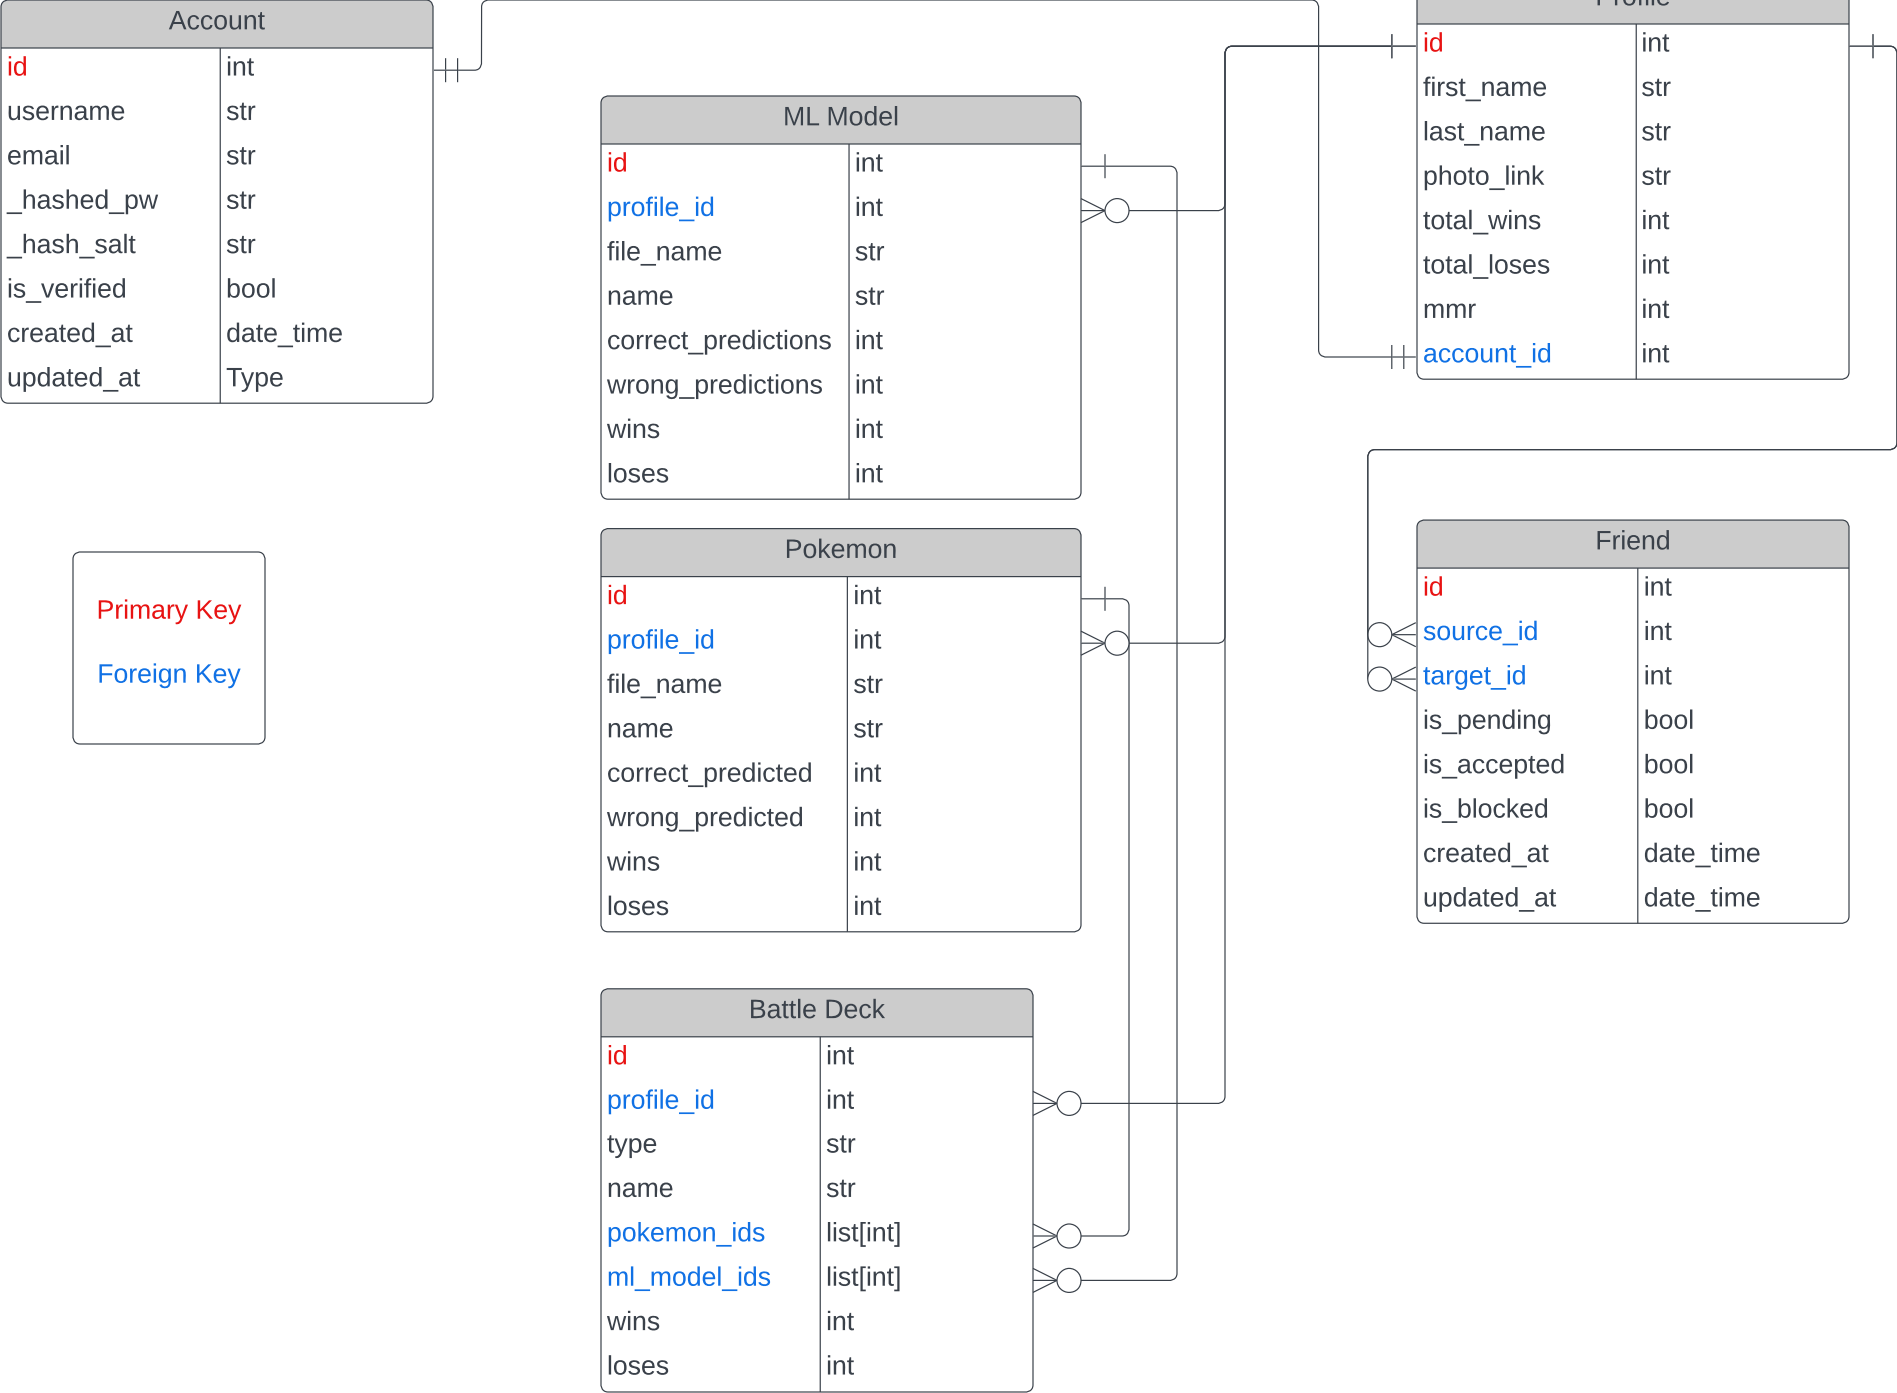 Account
id int
username str
email str
_hashed_pw str
_hash_salt str
is_verified bool
created_at date_time
updated_at Type
Primary Key
Foreign Key
ML Model
id int
profile_id int
file_name str
name str
correct_predictions int
wrong_predictions int
wins int
loses int
Pokemon
id int
profile_id int
file_name str
name str
correct_predicted int
wrong_predicted int
wins int
loses int
Battle Deck
id int
profile_id int
type str
name str
pokemon_ids list[int]
ml_model_ids list[int]
wins int
loses int
Profile
id int
first_name str
last_name str
photo_link str
total_wins int
total_loses int
mmr int
account_id int
Friend
id int
source_id int
target_id int
is_pending bool
is_accepted bool
is_blocked bool
created_at date_time
updated_at date_time